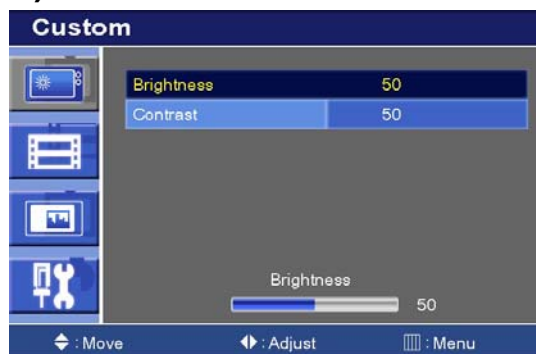 Custom
Brightness 50
Contrast 50
Brightness
50
: Move : Adjust : Menu